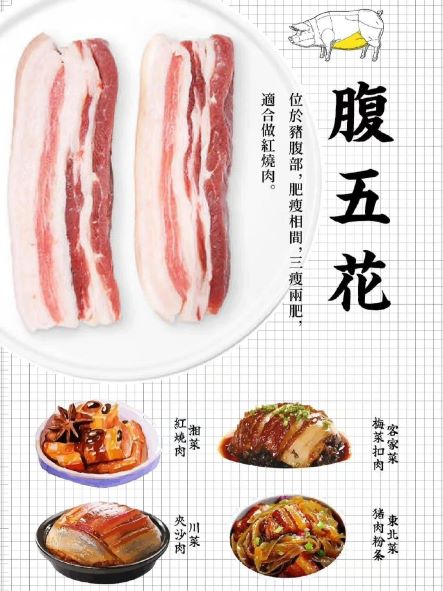 腹五花
位於豬腹部，肥瘦相間，三瘦兩肥，
適合做紅燒肉。
湘菜
紅燒肉
客家菜
梅菜扣肉
川菜
夾沙肉
東北菜
猪肉粉条